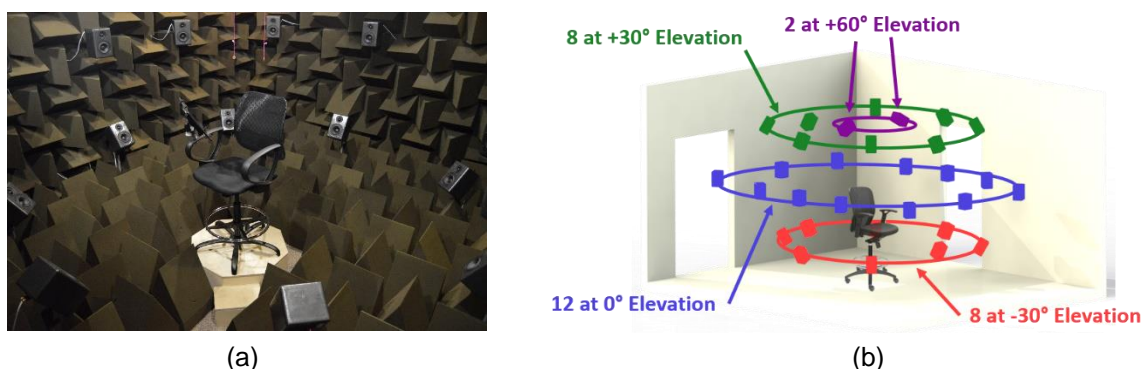 8 at +30° Elevation
2 at +60° Elevation
12 at 0° Elevation
8 at -30° Elevation
(a)
(b)